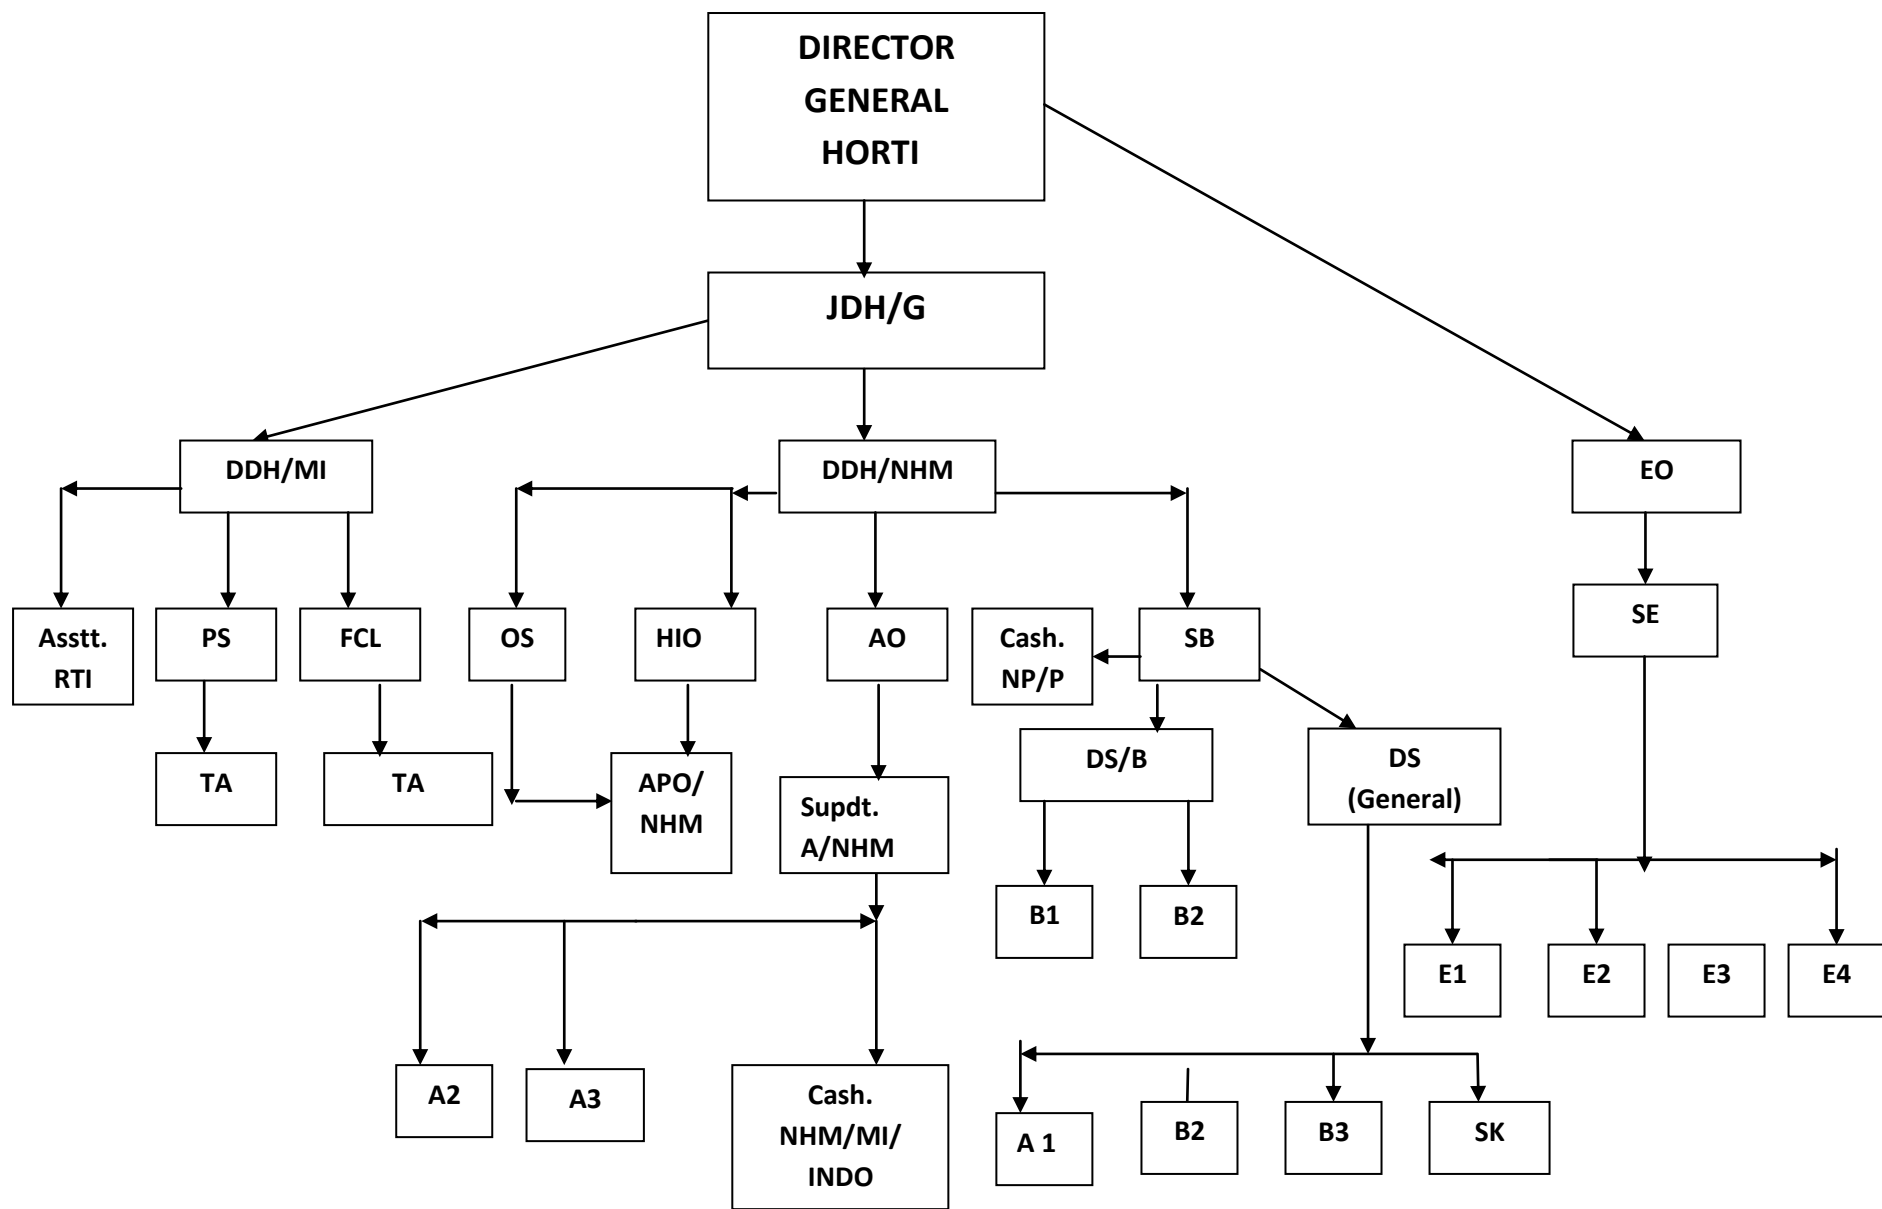 DIRECTOR
GENERAL
HORTI
JDH/G
DDH/MI
DDH/NHM
EO
Asstt.
RTI
PS
FCL
OS
HIO
AO
Cash.
NP/P
SB
SE
TA
TA
APO/
NHM
Supdt.
A/NHM
DS/B
DS
(General)
B1
B2
E1
E2
E3
E4
A2
A3
Cash.
NHM/MI/
INDO
A 1
B2
B3
SK